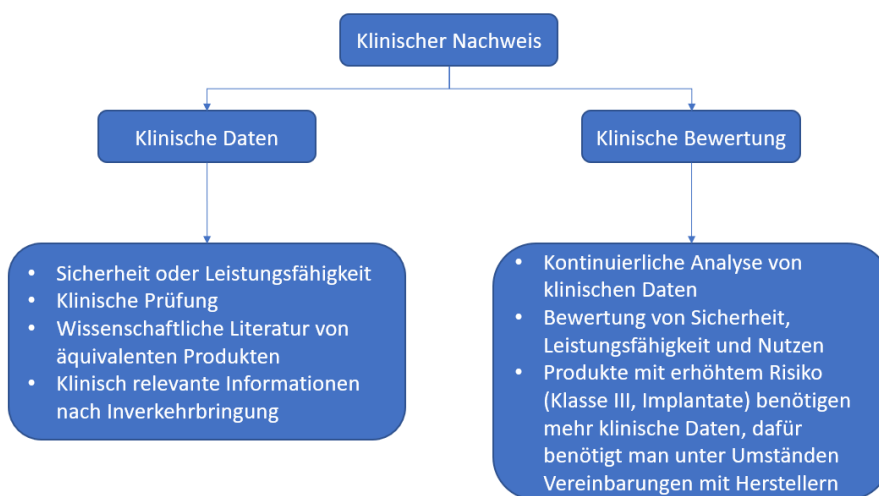 Klinischer Nachweis
Klinische Daten
Klinische Bewertung
• Sicherheit oder Leistungsfähigkeit
• Klinische Prüfung
• Wissenschaftliche Literatur von
äquivalenten Produkten
• Klinisch relevante Informationen
nach Inverkehrbringung
• Kontinuierliche Analyse von
klinischen Daten
• Bewertung von Sicherheit,
Leistungsfähigkeit und Nutzen
• Produkte mit erhöhtem Risiko
(Klasse III, Implantate) benötigen
mehr klinische Daten, dafür
benötigt man unter Umständen
Vereinbarungen mit Herstellern